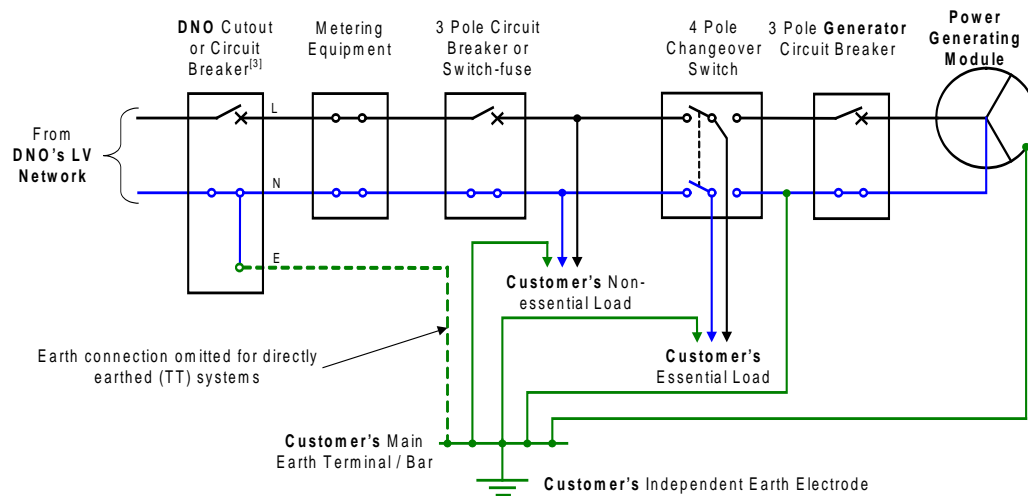 DNO Cutout
or Circuit
Breaker[3]
Metering
Equipment
3 Pole Circuit
Breaker or
Switch-fuse
4 Pole
Changeover
Switch
3 Pole Generator
Circuit Breaker
Power
Generating
Module
L
From
DNO's LV
Network
N
E
Customer's Non-
essential Load
Earth connection omitted for directly
earthed (TT) systems
Customer's
Essential Load
Customer's Main
Earth Terminal / Bar
Customer's Independent Earth Electrode